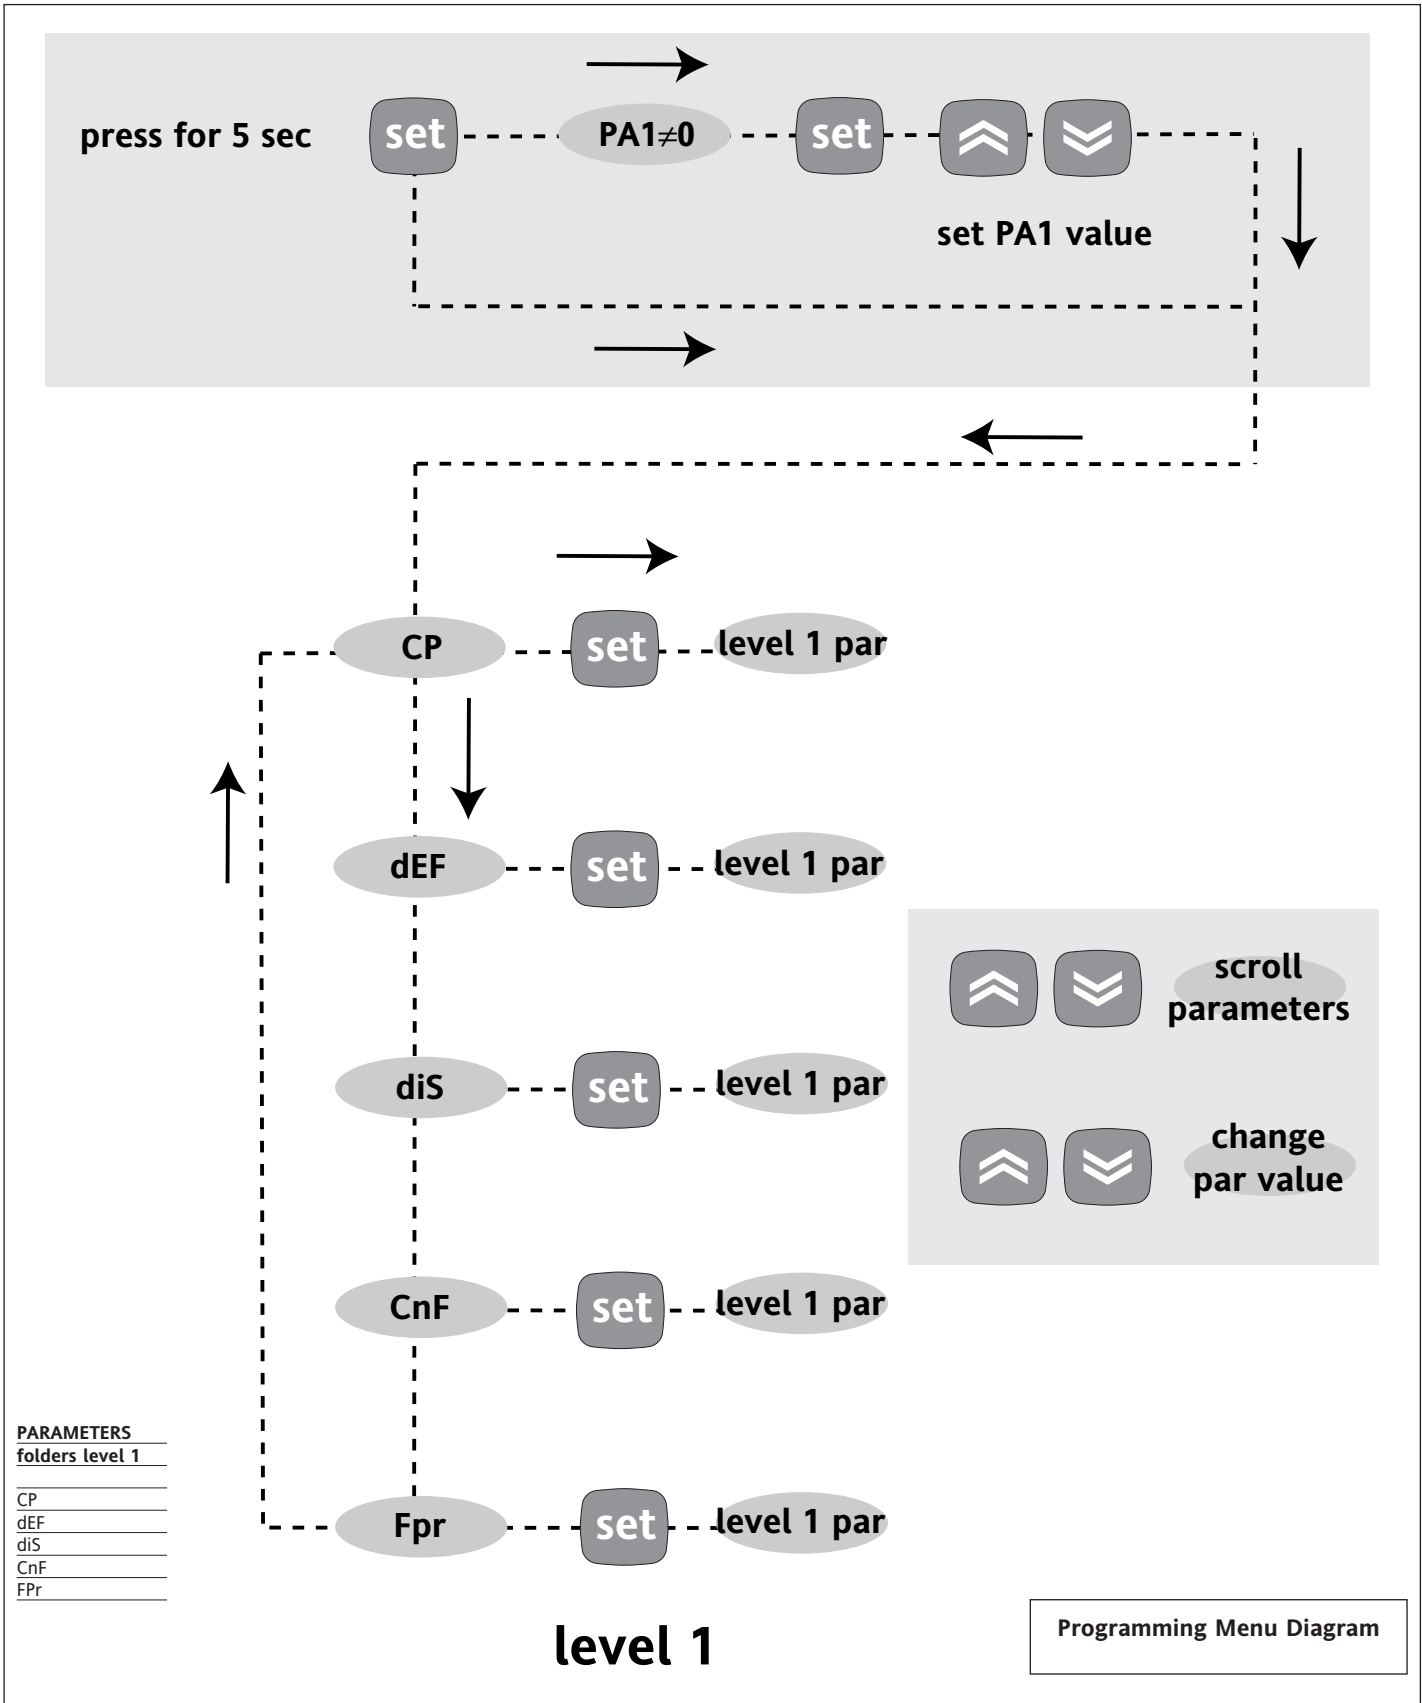 press for 5 sec set PA1≠0 set
set PA1 value
CP set level 1 par
dEF set level 1 par
scroll
parameters
diS set level 1 par
change
par value
CnF set level 1 par
PARAMETERS
folders level 1
CP
dEF
diS
CnF
FPr
Fpr set level 1 par
level 1
Programming Menu Diagram